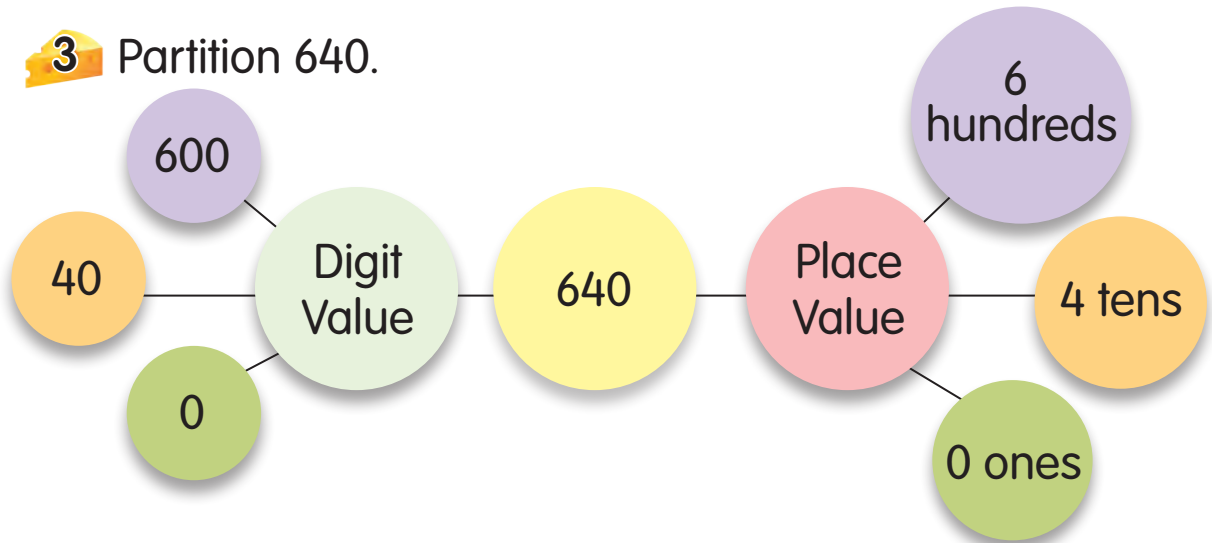 3 Partition 640.
600
40
0
Digit
Value
640
Place
Value
6
hundreds
4 tens
0 ones